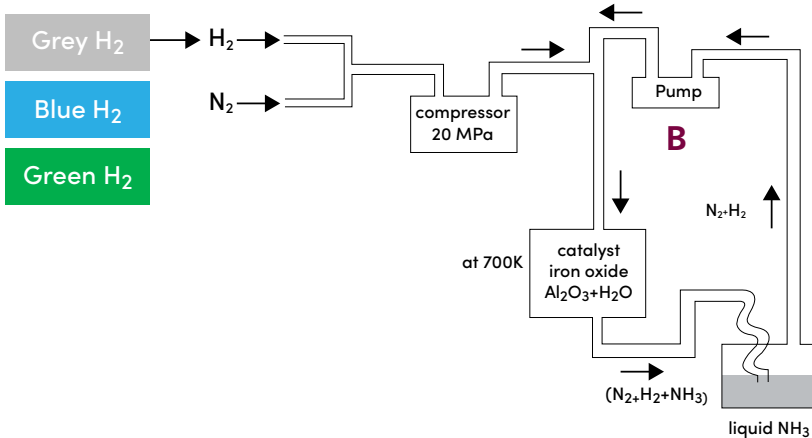 Grey H₂
H₂
Blue H₂
N₂
Green H₂
compressor
20 MPa
Pump
B
N₂+H₂
at 700K
catalyst
iron oxide
Al₂O₃+H₂O
(N₂+H₂+NH₃)
liquid NH₃